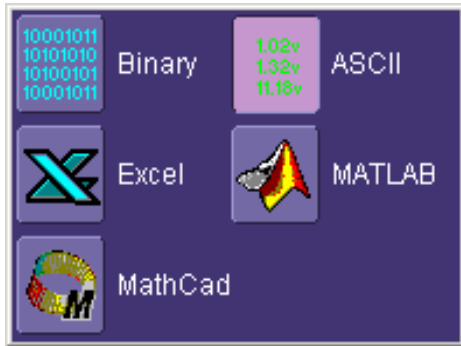 10001011
10101010
10100101
10001011
Binary
1.02v
1.32v
11.18v
ASCII
X
Excel
MATLAB
M
MathCad